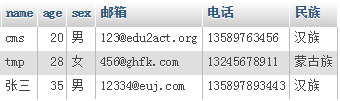 name age sex 邮箱 电话 民族
cms 20 男 123@edu2act.org 13589763456 汉族
tmp 28 女 456@ghfk.com 13245678911 蒙古族
张三 35 男 12334@euj.com 135897893443 汉族